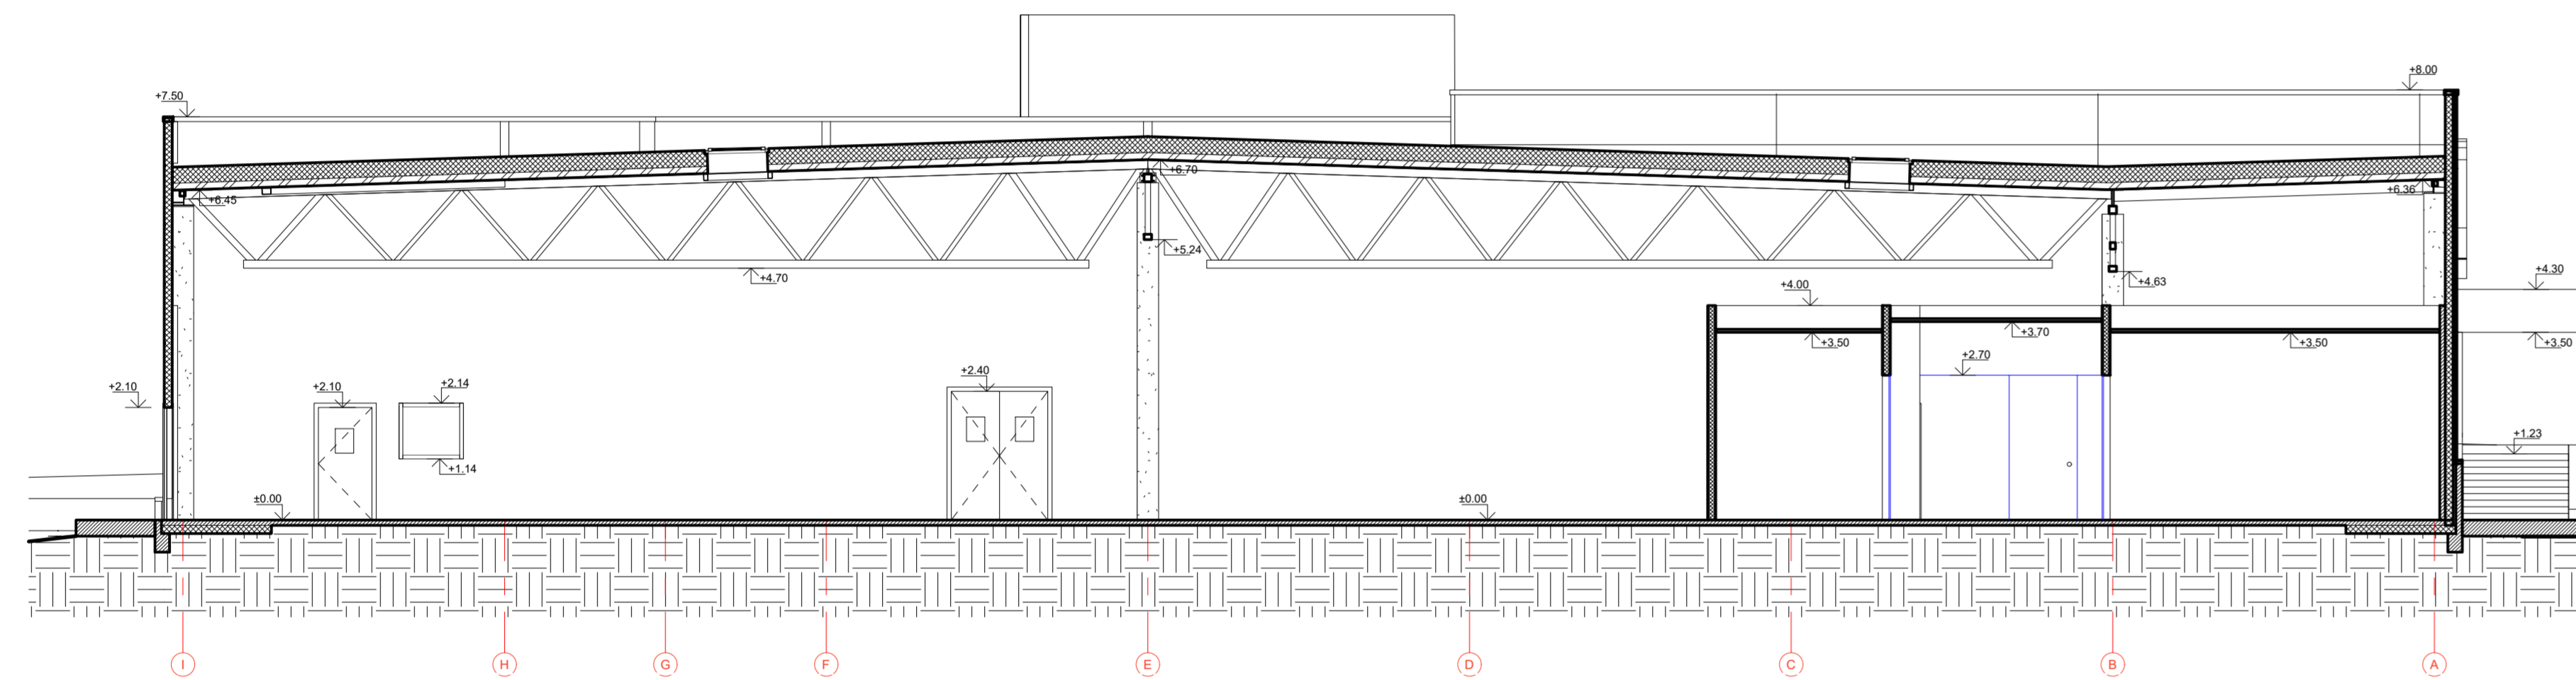 +8.00
+7.50
+6.70
+6.45
+6.36
+5.24
+4.70
+4.63
+4.30
+4.00
+3.70
+3.50
+3.50
+3.50
+2.70
+2.10
+2.10
+2.14
+2.40
+1.23
+1.14
±0.00
±0.00
I
H
G
F
E
D
C
B
A